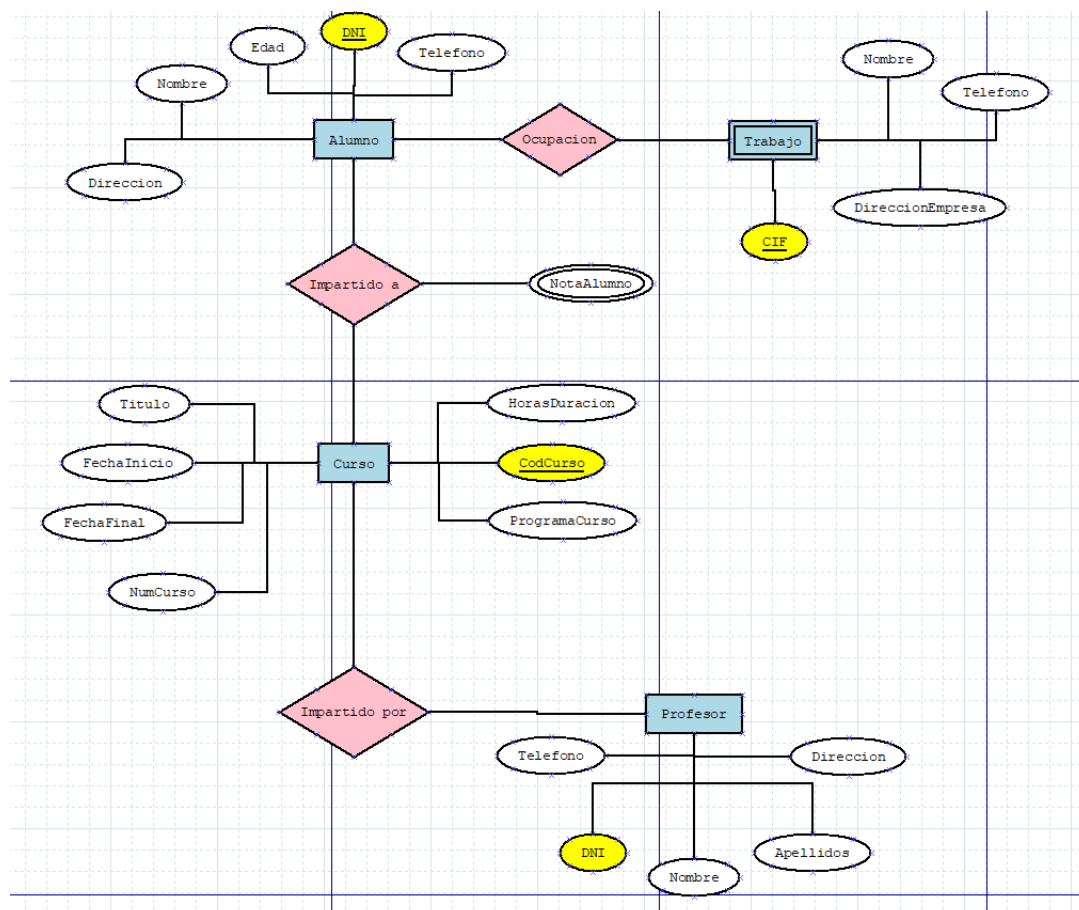 DNI
Edad
Telefono
Nombre
Nombre
Telefono
Alumno
Ocupacion
Trabajo
Direccion
DireccionEmpresa
CIF
Impartido a
NotaAlumno
Titulo
HorasDuracion
FechaInicio
Curso
CodCurso
FechaFinal
ProgramaCurso
NumCurso
Impartido por
Profesor
Telefono
Direccion
DNI
Apellidos
Nombre